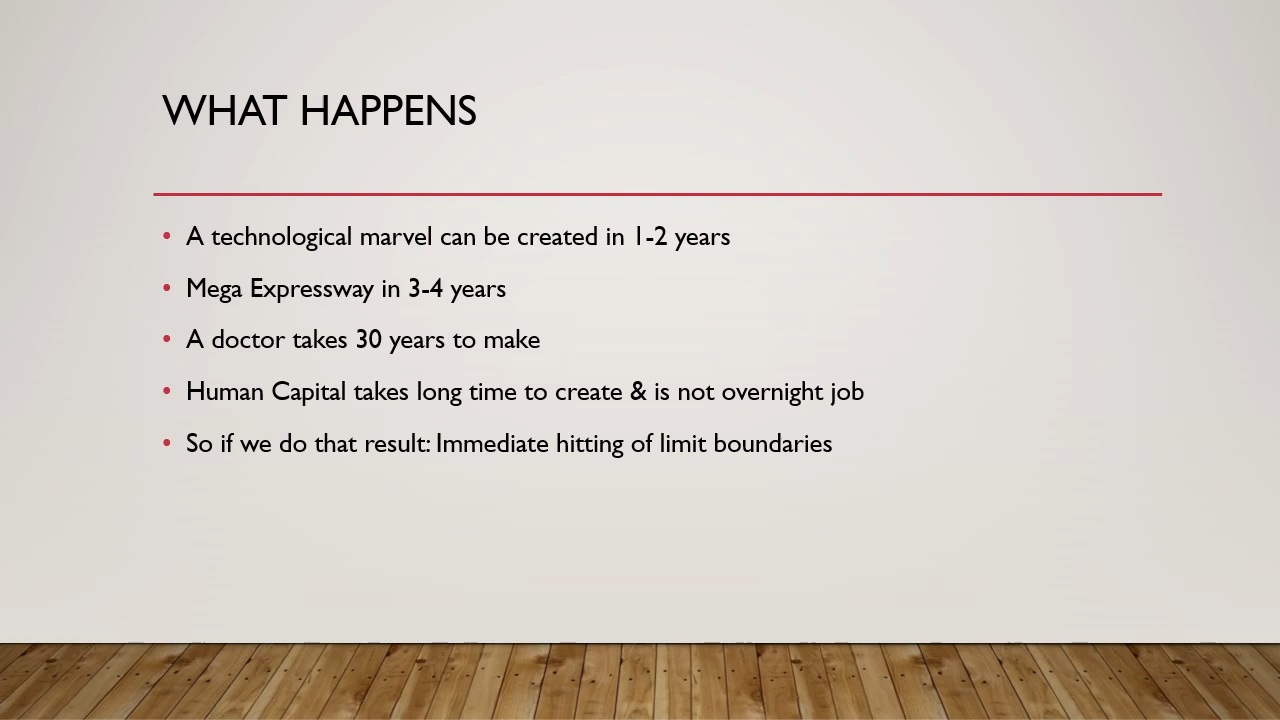 WHAT HAPPENS
• A technological marvel can be created in 1-2 years
• Mega Expressway in 3-4 years
• A doctor takes 30 years to make
• Human Capital takes long time to create & is not overnight job
• So if we do that result: Immediate hitting of limit boundaries